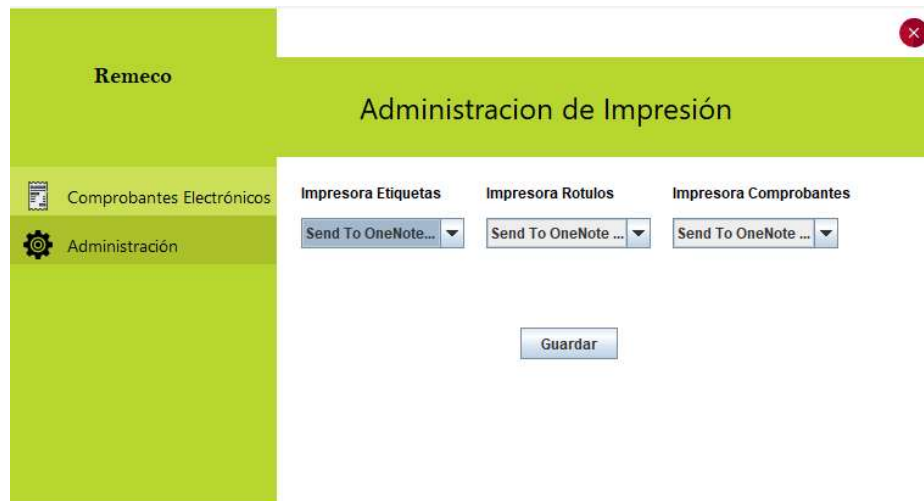 Remeco
Administracion de Impresión
Comprobantes Electrónicos
Administración
Impresora Etiquetas
Impresora Rotulos
Impresora Comprobantes
Send To OneNote...
Send To OneNote ...
Send To OneNote ...
Guardar